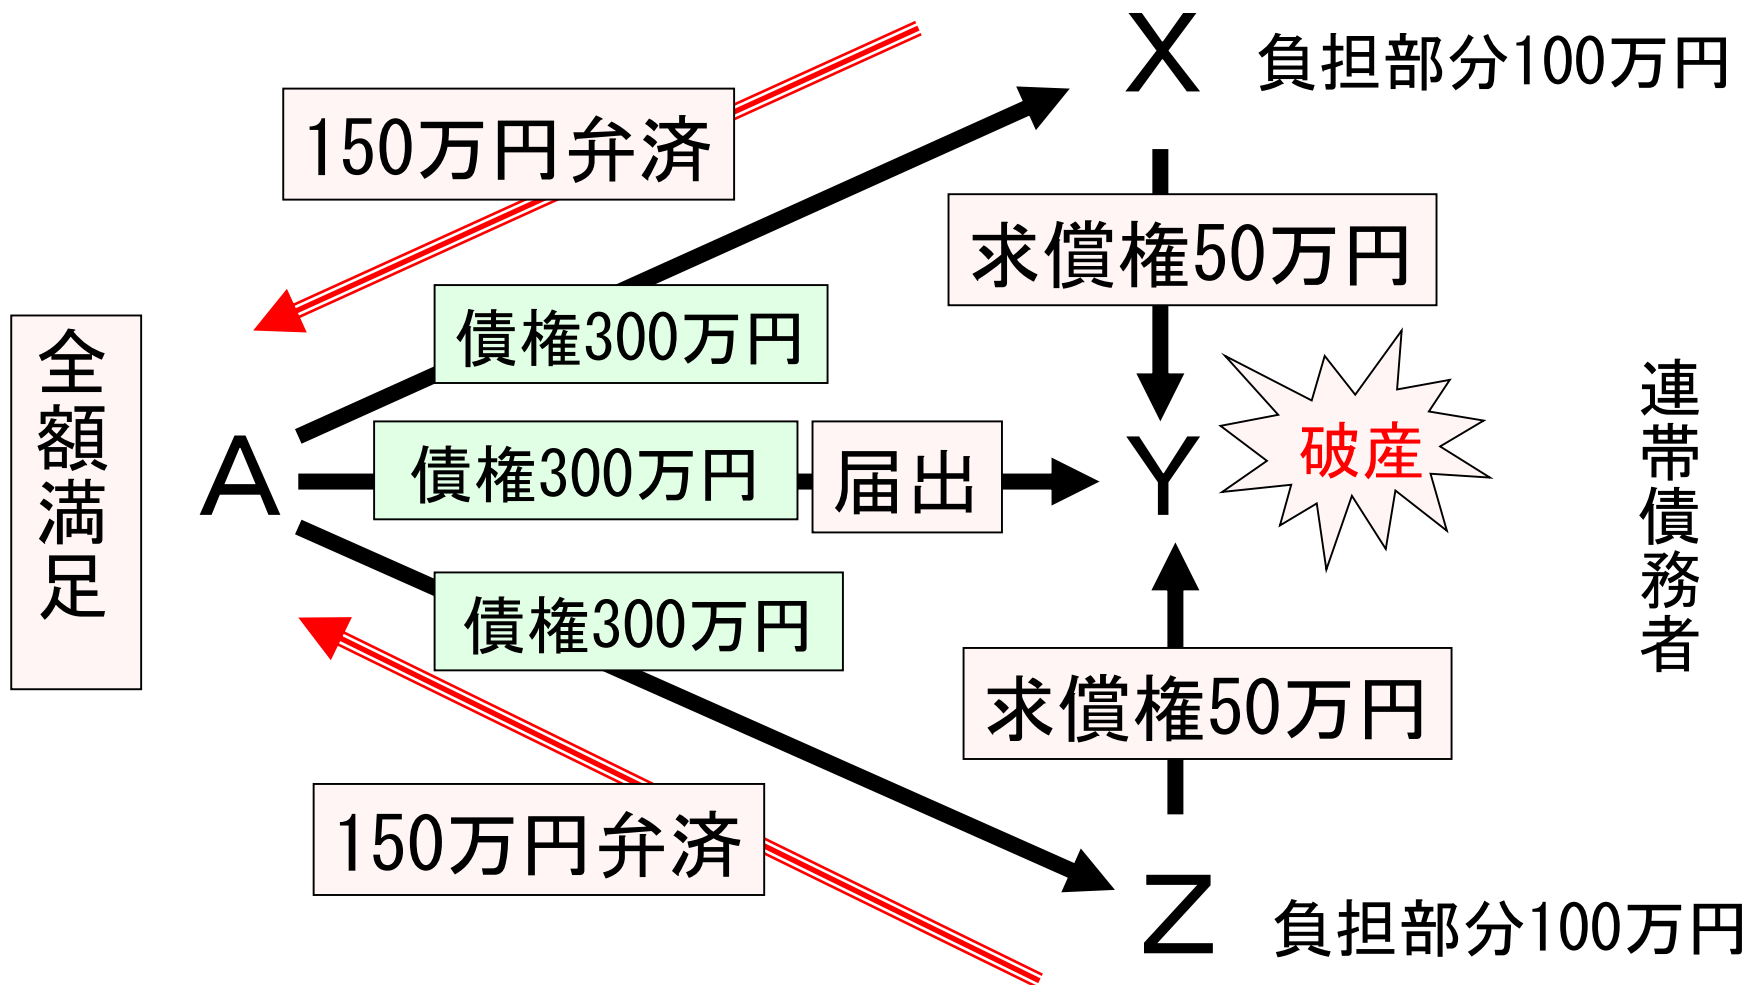 X 負担部分100万円
150万円弁済
求償権50万円
債権300万円
全額満足
A
債権300万円
届出
Y
破産
連帯債務者
債権300万円
求償権50万円
150万円弁済
Z 負担部分100万円